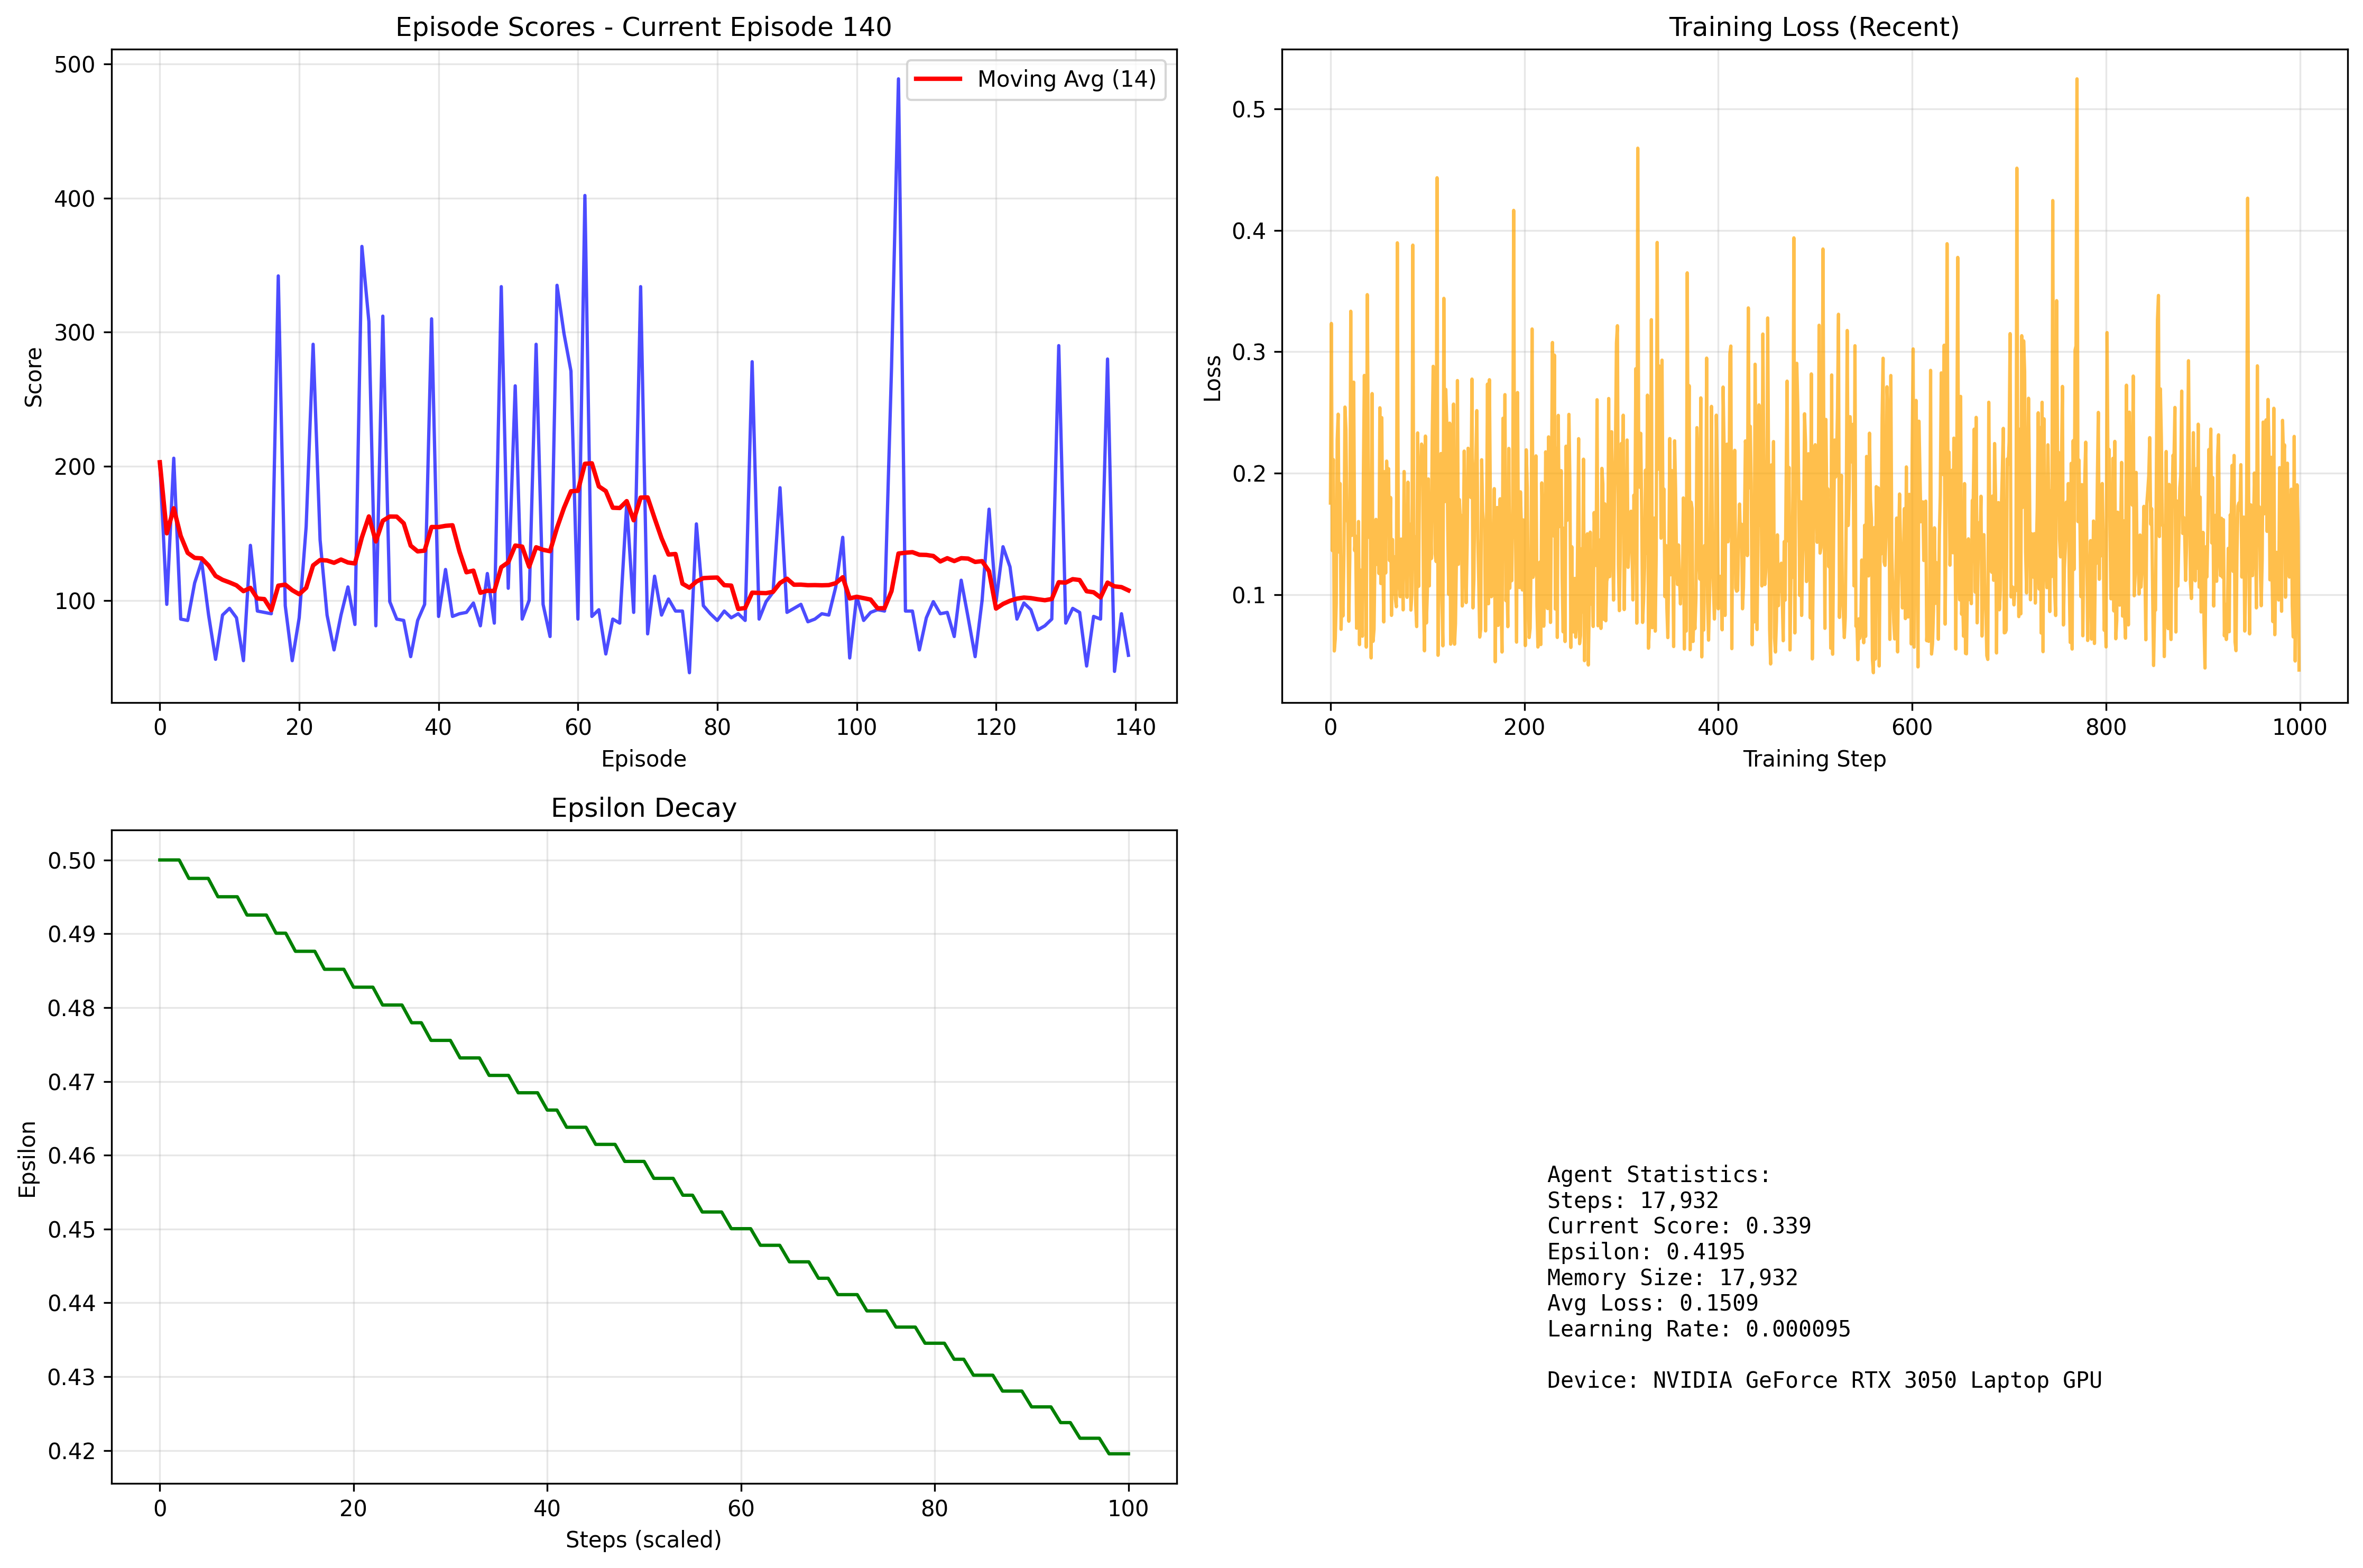 Episode Scores - Current Episode 140
Moving Avg (14)
500
400
300
200
100
Score
0 20 40 60 80 100 120 140
Episode
Training Loss (Recent)
0.5
0.4
0.3
0.2
0.1
Loss
0 200 400 600 800 1000
Training Step
Epsilon Decay
0.50
0.49
0.48
0.47
0.46
0.45
0.44
0.43
0.42
Epsilon
0 20 40 60 80 100
Steps (scaled)
Agent Statistics:
Steps: 17,932
Current Score: 0.339
Epsilon: 0.4195
Memory Size: 17,932
Avg Loss: 0.1509
Learning Rate: 0.000095
Device: NVIDIA GeForce RTX 3050 Laptop GPU